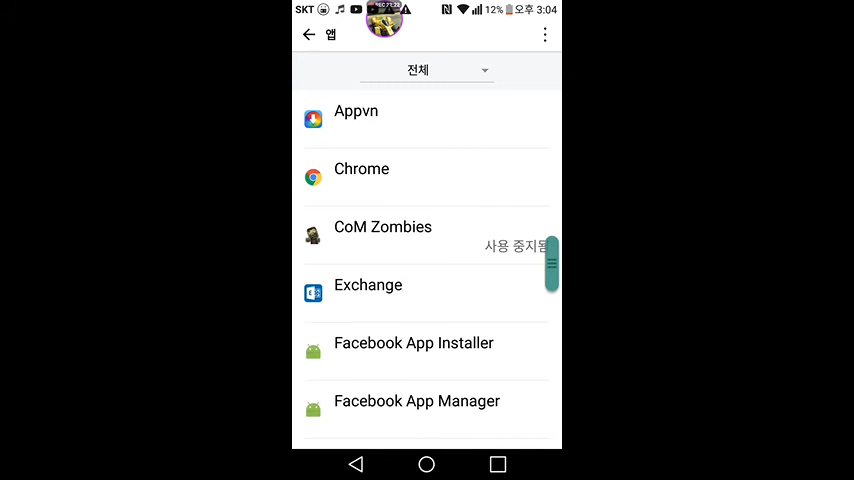 SKT 12% 오후 3:04
앱
전체
Appvn
Chrome
CoM Zombies
사용 중지됨
Exchange
Facebook App Installer
Facebook App Manager